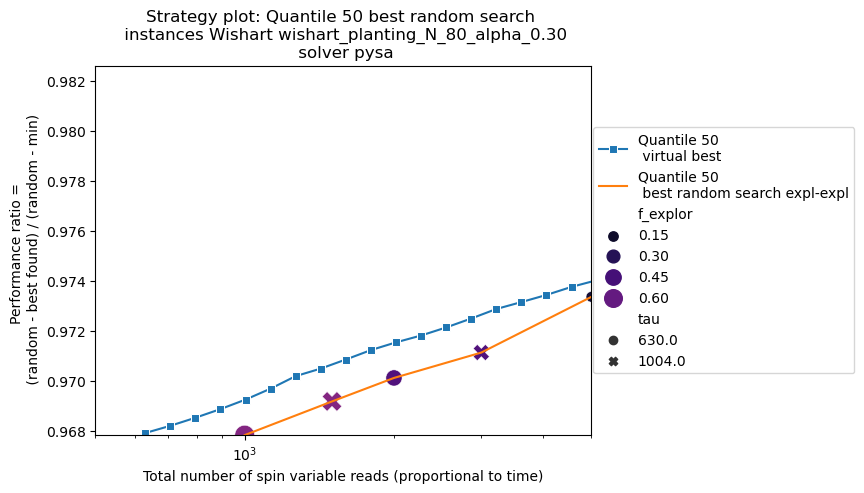 Strategy plot: Quantile 50 best random search
instances Wishart wishart_planting_N_80_alpha_0.30
solver pysa
Performance ratio =
(random - best found) / (random - min)
0.982
0.980
0.978
0.976
0.974
0.972
0.970
0.968
10³
Total number of spin variable reads (proportional to time)
Quantile 50
virtual best
Quantile 50
best random search expl-expl
f_explor
0.15
0.30
0.45
0.60
tau
630.0
1004.0